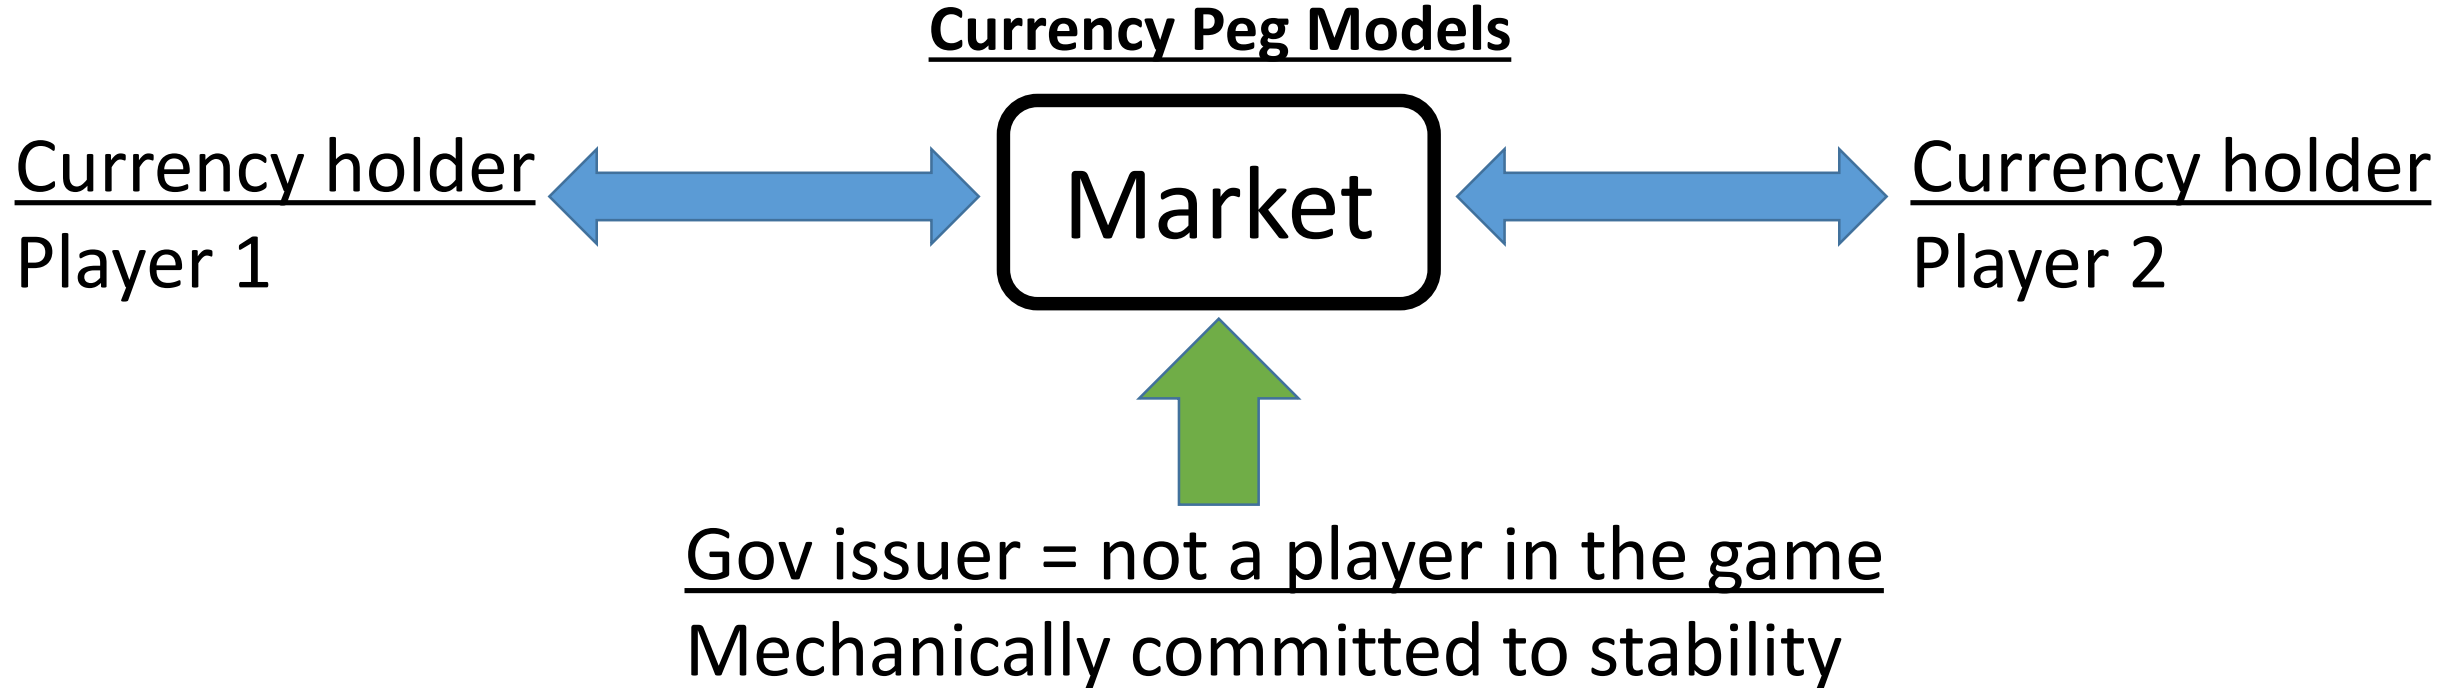 Currency Peg Models
Currency holder
Player 1
Market
Currency holder
Player 2
Gov issuer = not a player in the game
Mechanically committed to stability